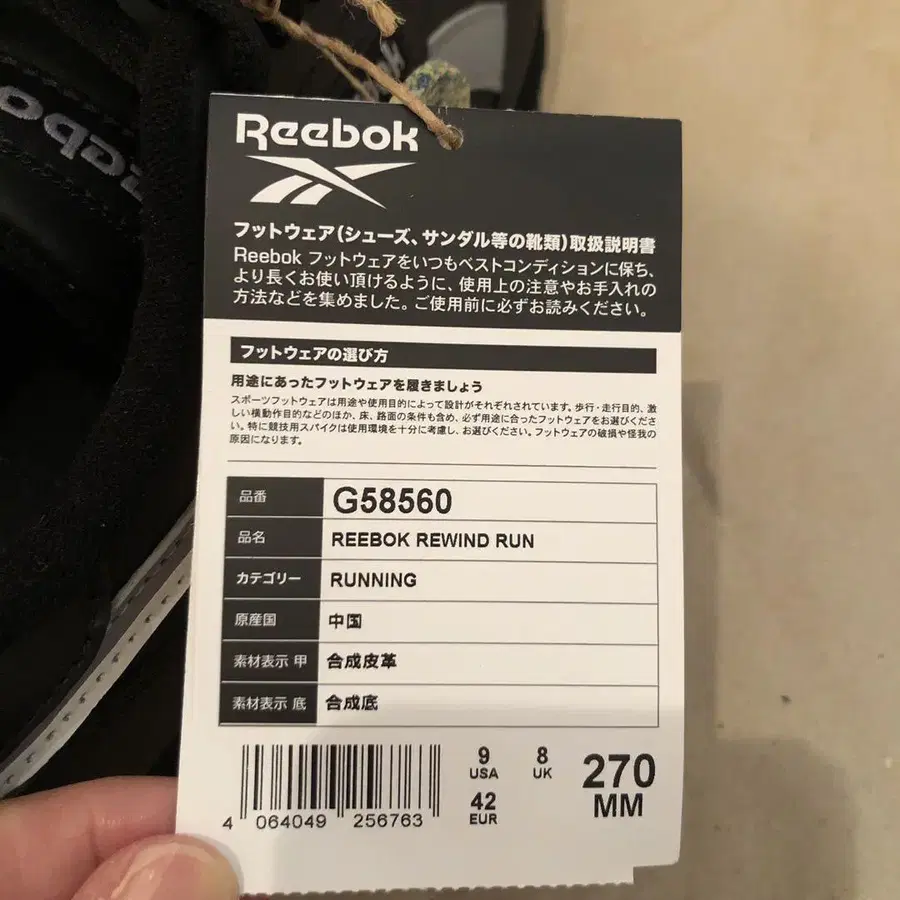 Reebok
Reebok
フットウェア(シューズ、サンダル等の靴類)取扱説明書
Reebok フットウェアをいつもベストコンディションに保ち、
より長くお使い頂けるように、使用上の注意やお手入れの
方法などを集めました。ご使用前に必ずお読みください。
フットウェアの選び方
用途にあったフットウェアを履きましょう
スポーツフットウェアは用途や使用目的によって設計がそれぞれされています。歩行・走行目的、激
しい横動作目的などのほか、床、路面の条件も含め、必ず用途に合ったフットウェアをお選びくださ
い。特に競技用スパイクは使用環境を十分に考慮し、お選びください。フットウェアの破損や怪我の
原因になります。
品番 G58560
品名 REEBOK REWIND RUN
カテゴリー RUNNING
原産国 中国
素材表示 甲 合成皮革
素材表示 底 合成底
9 USA 8 UK 270 MM
42 EUR
4 064049 256763